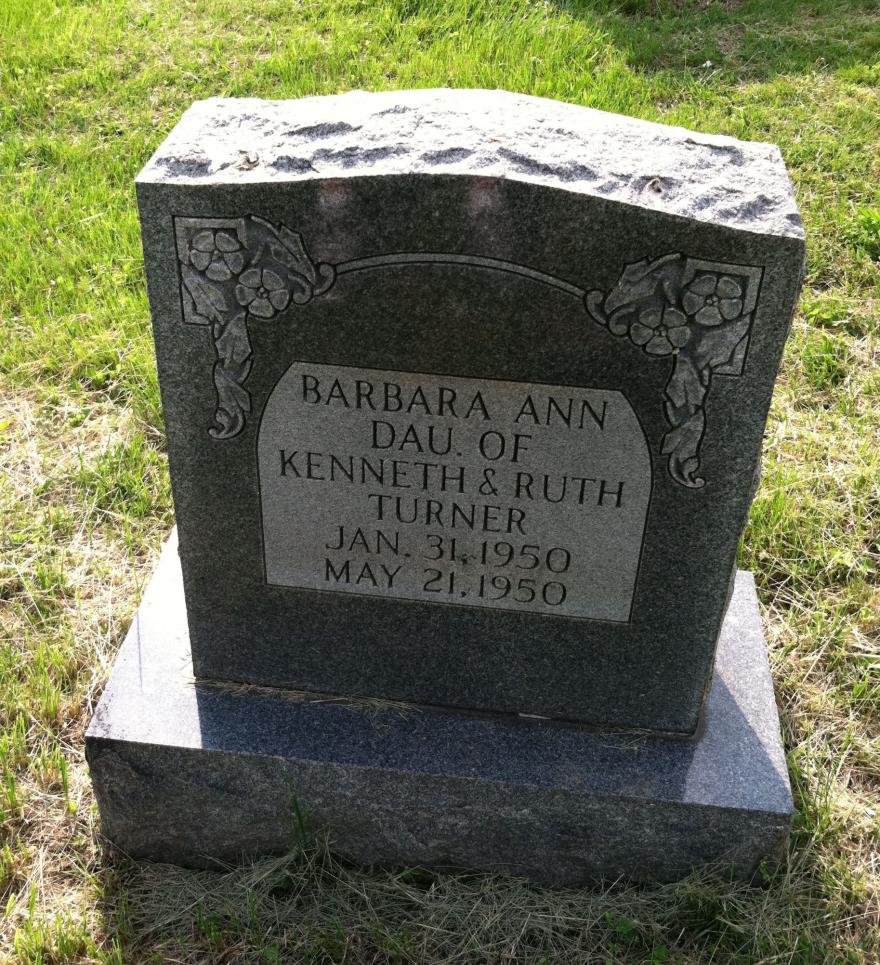 BARBARA ANN
DAU. OF
KENNETH & RUTH
TURNER
JAN. 31, 1950
MAY 21, 1950